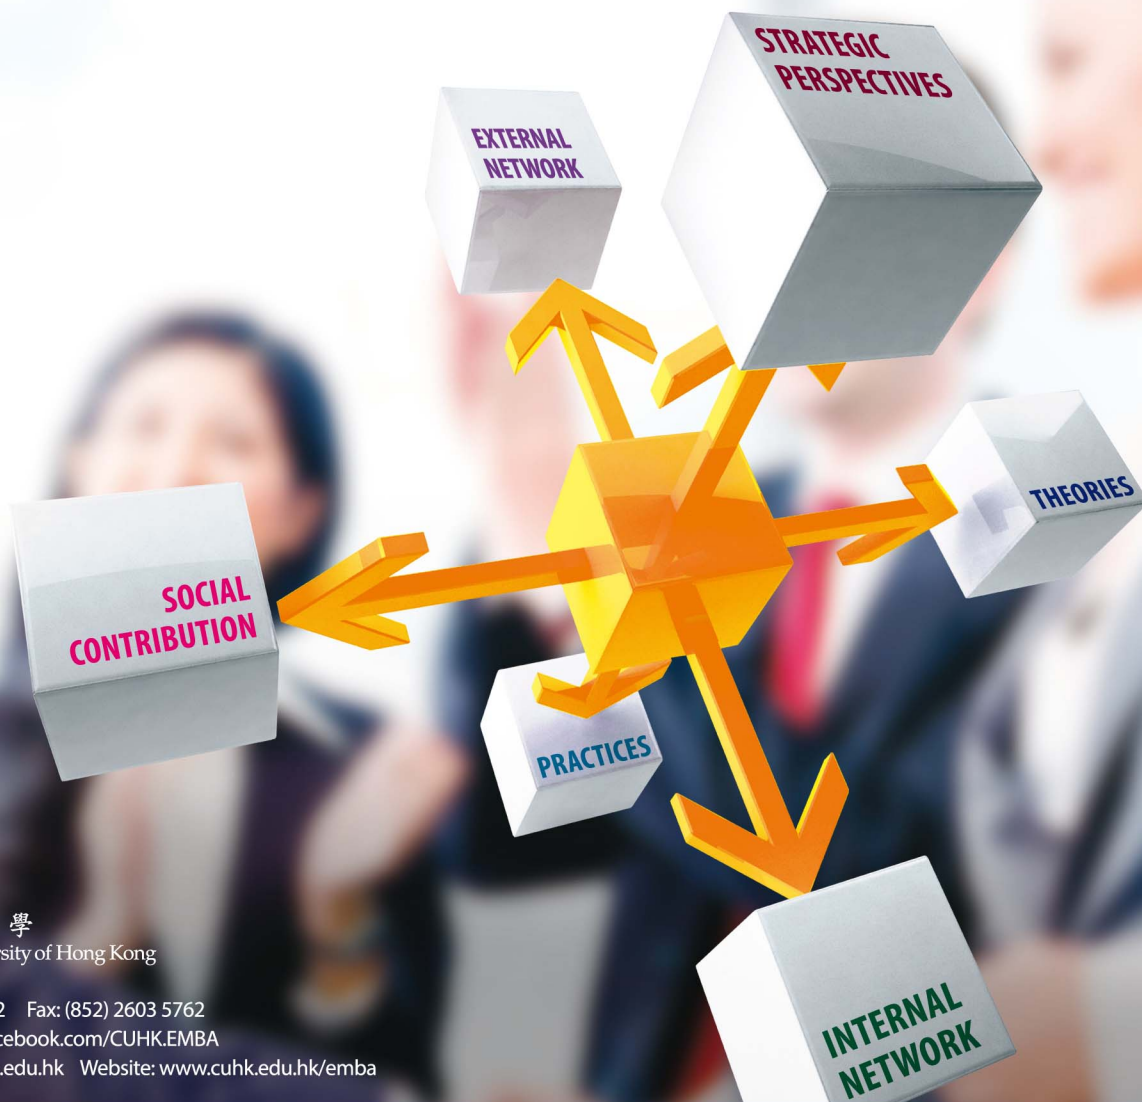 STRATEGIC
PERSPECTIVES
EXTERNAL
NETWORK
THEORIES
SOCIAL
CONTRIBUTION
PRACTICES
INTERNAL
NETWORK
學
sity of Hong Kong
2 Fax: (852) 2603 5762
cebook.com/CUHK.EMBA
.edu.hk Website: www.cuhk.edu.hk/emba